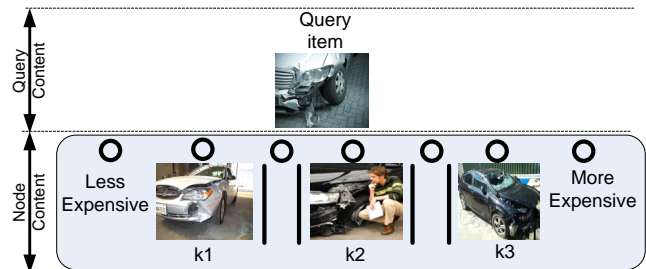 Query
item
Query
Content
Node
Content
Less
Expensive
k1
k2
k3
More
Expensive